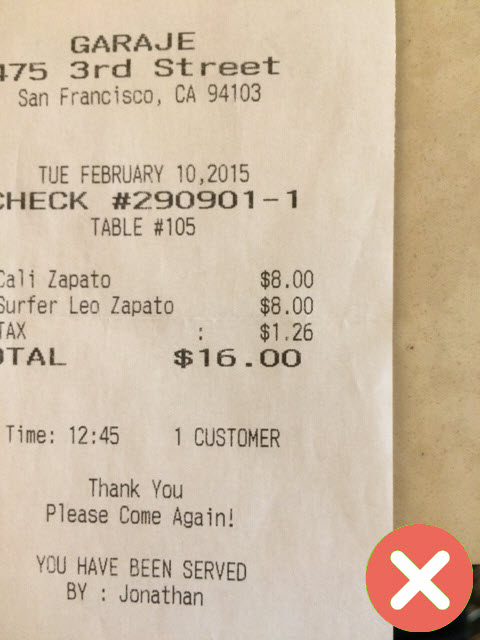 GARAJE
475 3rd Street
San Francisco, CA 94103
TUE FEBRUARY 10,2015
CHECK #290901-1
TABLE #105
Cali Zapato $8.00
Surfer Leo Zapato $8.00
TAX : $1.26
OTAL $16.00
Time: 12:45 1 CUSTOMER
Thank You
Please Come Again!
YOU HAVE BEEN SERVED
BY : Jonathan